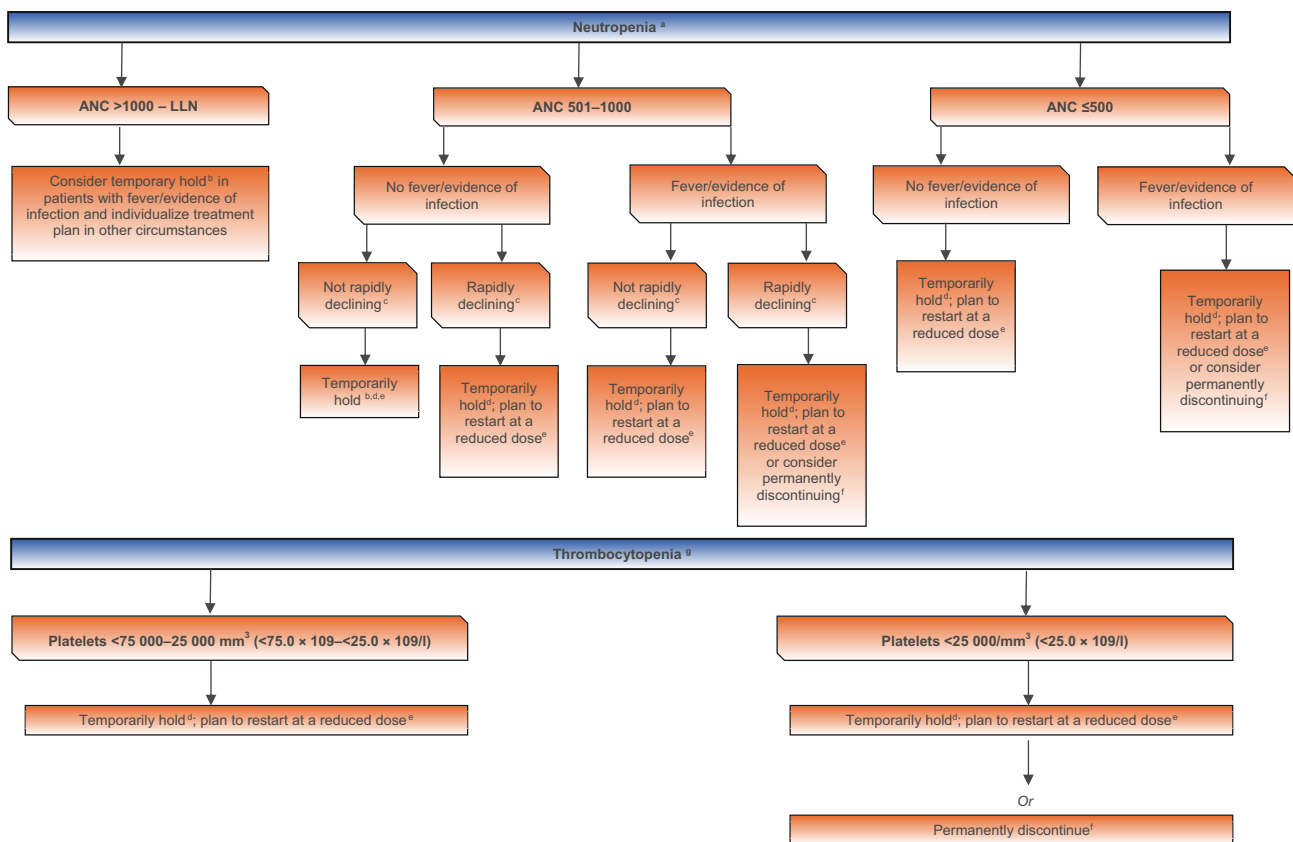 Neutropenia a
ANC >1000 – LLN
ANC 501–1000
ANC ≤500
Consider temporary hold b in
patients with fever/evidence of
infection and individualize treatment
plan in other circumstances
No fever/evidence of
infection
Fever/evidence of
infection
No fever/evidence of
infection
Fever/evidence of
infection
Not rapidly
declining c
Rapidly
declining c
Not rapidly
declining c
Rapidly
declining c
Temporarily
hold b,d,e
Temporarily
hold d; plan to
restart at a
reduced dose e
Temporarily
hold d; plan to
restart at a
reduced dose e
Temporarily
hold d; plan to
restart at a
reduced dose e
or consider
permanently
discontinuing f
Temporarily
hold d; plan to
restart at
a reduced dose e
Temporarily
hold d; plan to
restart at a
reduced dose e
or consider
permanently
discontinuing f
Thrombocytopenia g
Platelets <75 000–25 000 mm3 (<75.0 × 109–<25.0 × 109/l)
Temporarily hold d; plan to restart at a reduced dose e
Platelets <25 000/mm3 (<25.0 × 109/l)
Temporarily hold d; plan to restart at a reduced dose e
Or
Permanently discontinue f